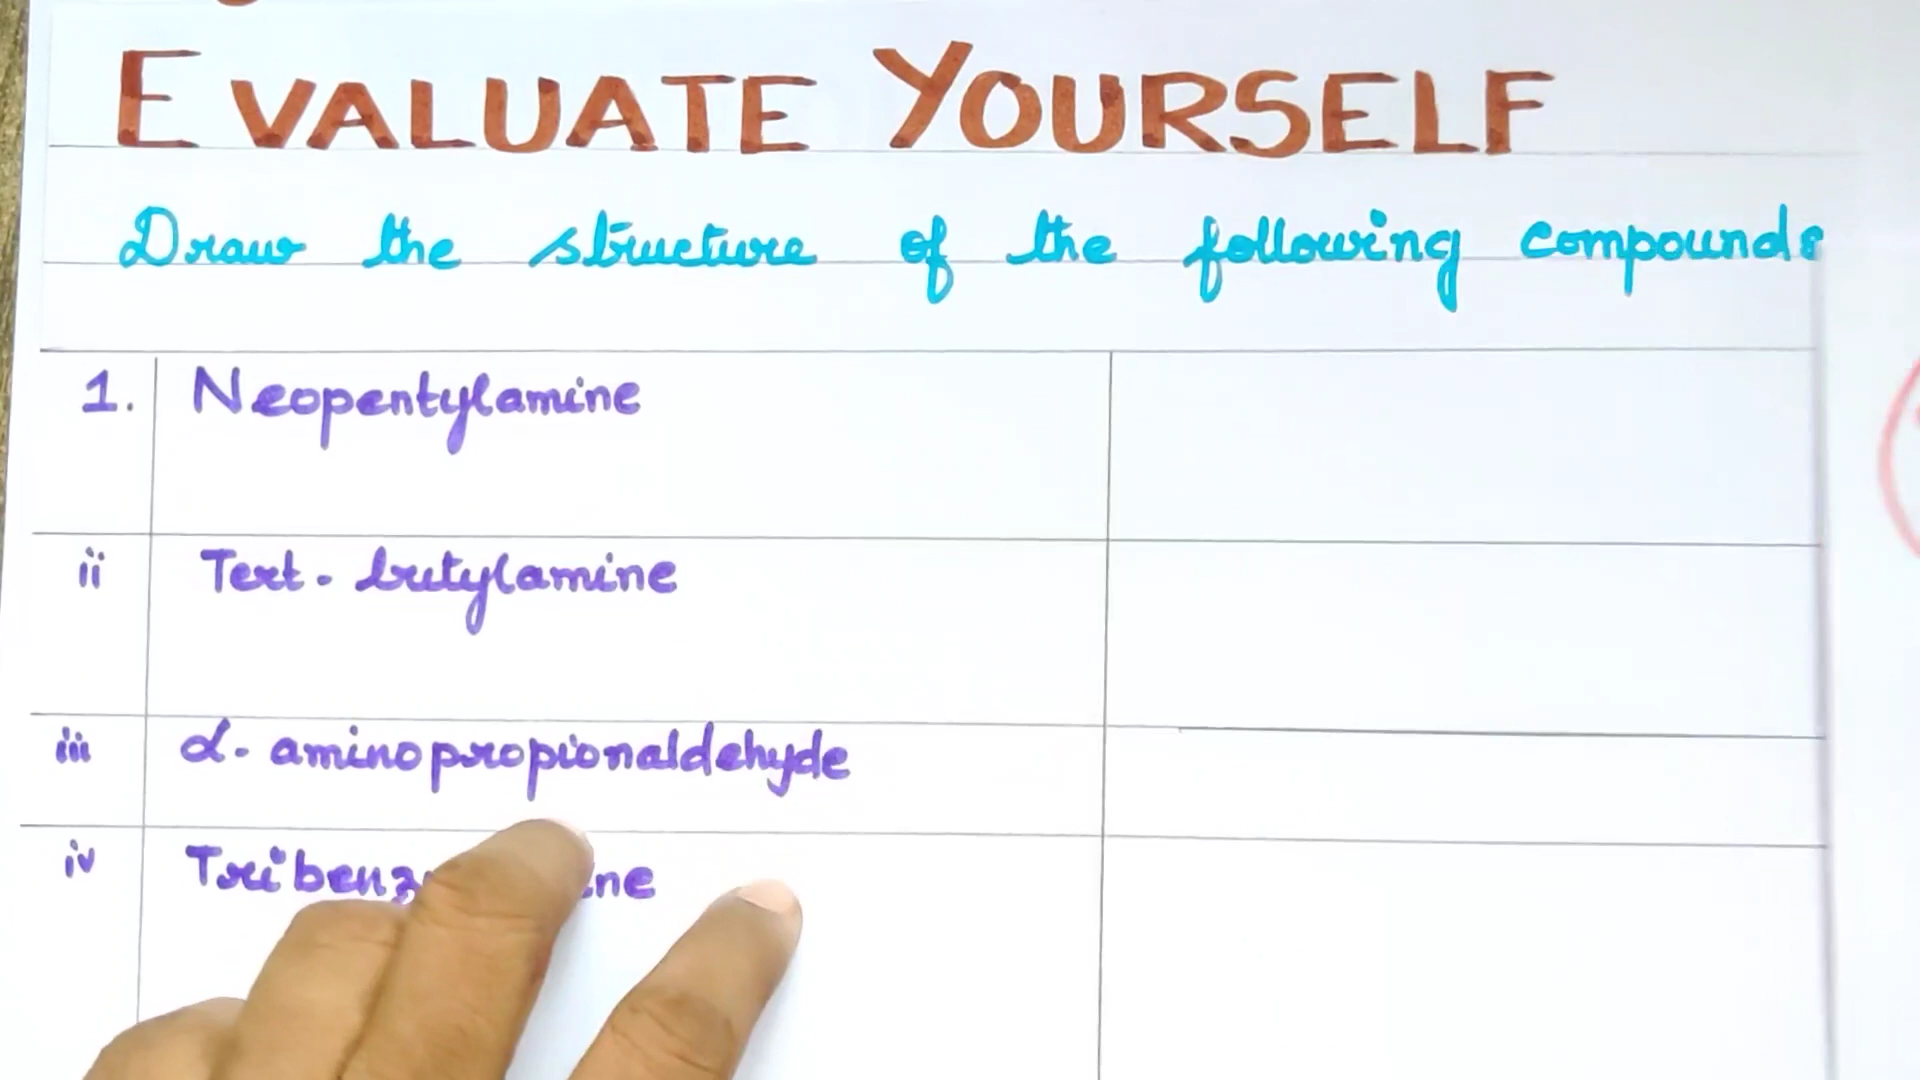 EVALUATE YOURSELF
Draw the structure of the following compounds
1. Neopentylamine
ii Tert - butylamine
iii α - aminopropionaldehyde
iv